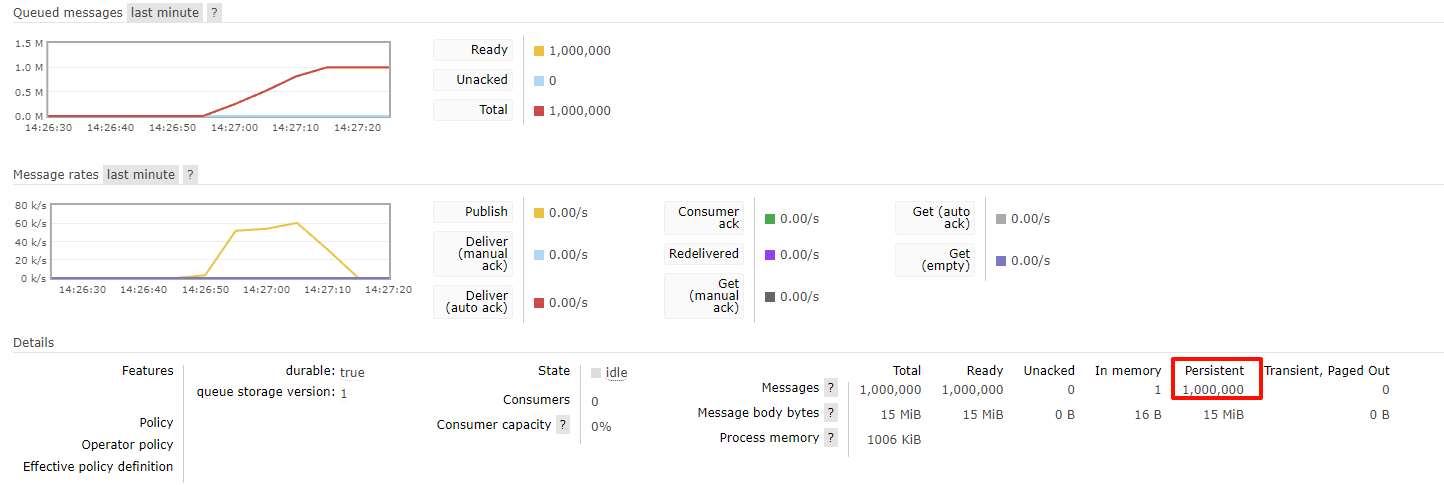 Queued messages last minute ?
1.5 M
1.0 M
0.5 M
0.0 M
14:26:30 14:26:40 14:26:50 14:27:00 14:27:10 14:27:20
Ready 1,000,000
Unacked 0
Total 1,000,000
Message rates last minute ?
80 k/s
60 k/s
40 k/s
20 k/s
0 k/s
14:26:30 14:26:40 14:26:50 14:27:00 14:27:10 14:27:20
Publish 0.00/s
Deliver (manual ack) 0.00/s
Deliver (auto ack) 0.00/s
Consumer ack 0.00/s
Redelivered 0.00/s
Get (manual ack) 0.00/s
Get (auto ack) 0.00/s
Get (empty) 0.00/s
Details
Features durable: true
queue storage version: 1
Policy
Operator policy
Effective policy definition
State idle
Consumers 0
Consumer capacity ? 0%
Total Ready Unacked In memory Persistent Transient, Paged Out
Messages ? 1,000,000 1,000,000 0 1 1,000,000 0
Message body bytes ? 15 MiB 15 MiB 0 B 16 B 15 MiB 0 B
Process memory ? 1006 KiB